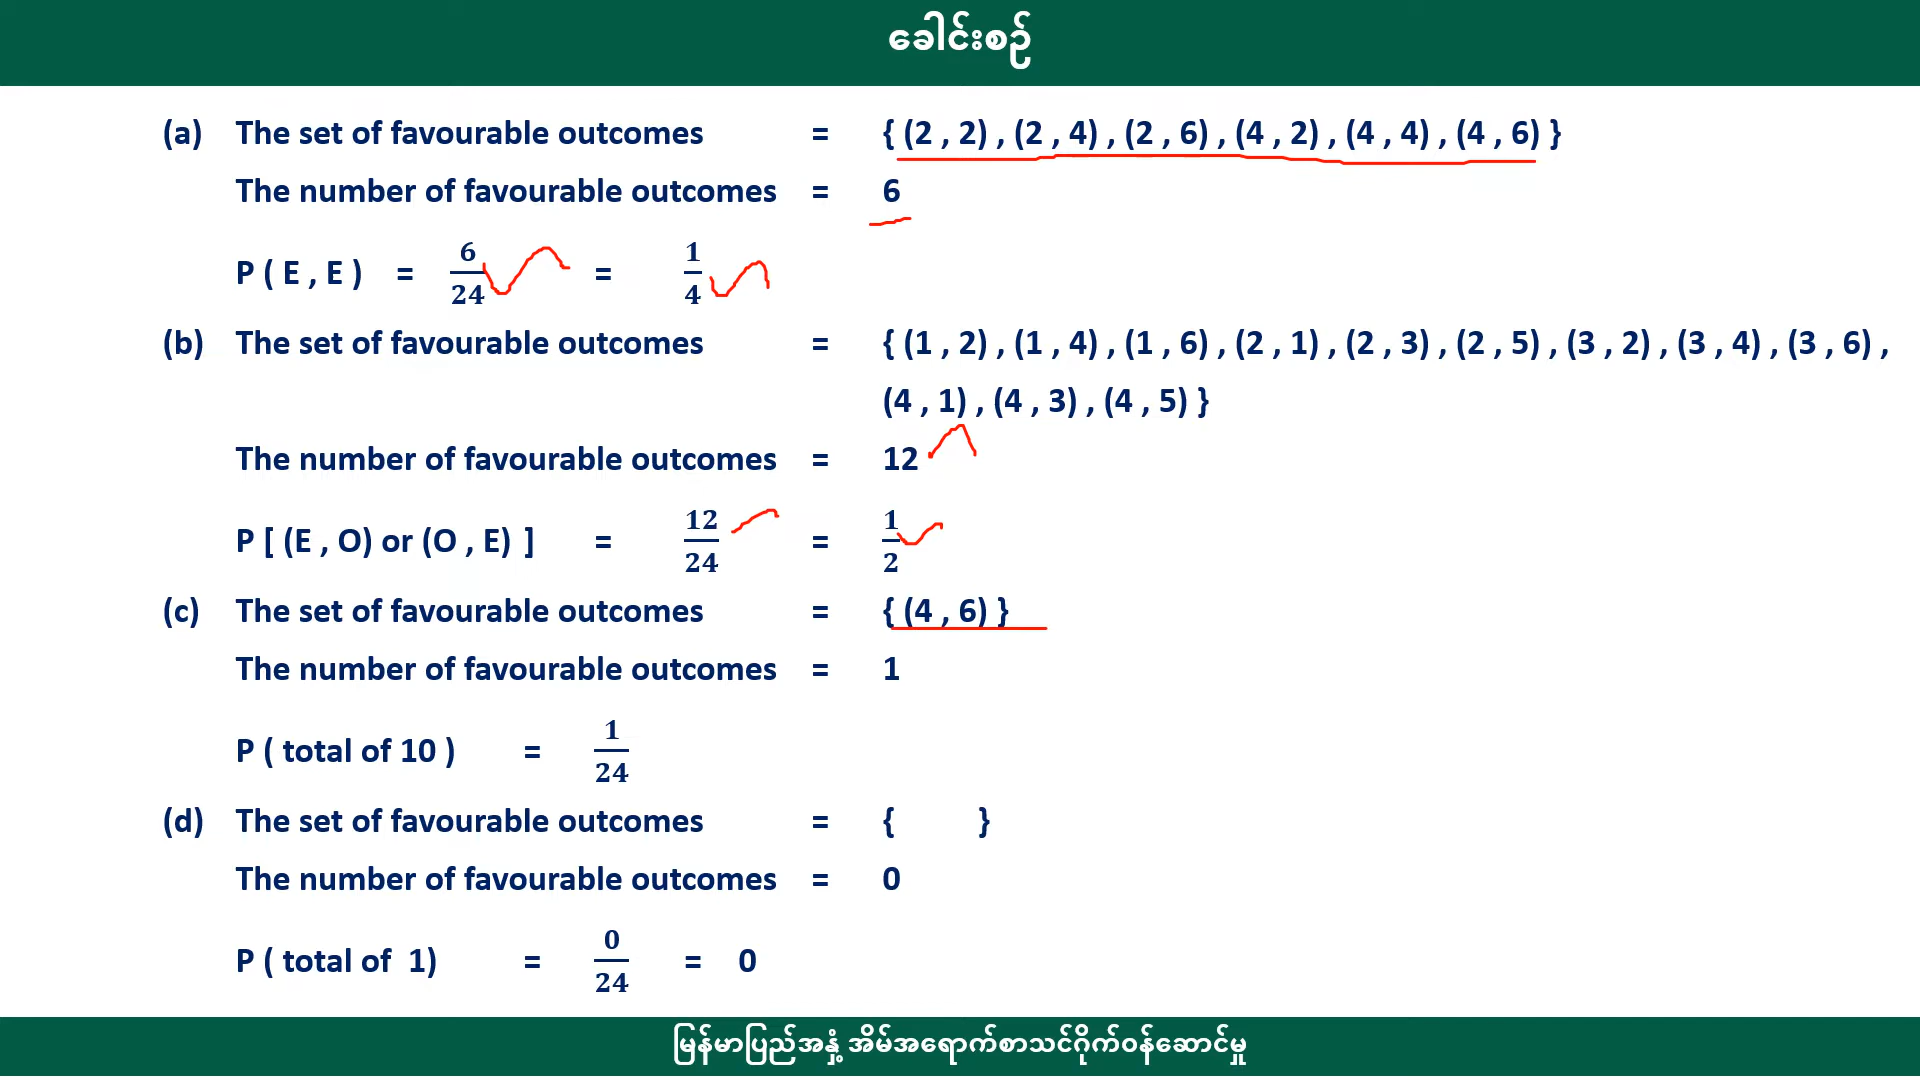 ခေါင်းစဉ်
(a) The set of favourable outcomes = { (2 , 2) , (2 , 4) , (2 , 6) , (4 , 2) , (4 , 4) , (4 , 6) }
The number of favourable outcomes = 6
P ( E , E ) = 6/24 = 1/4
(b) The set of favourable outcomes = { (1 , 2) , (1 , 4) , (1 , 6) , (2 , 1) , (2 , 3) , (2 , 5) , (3 , 2) , (3 , 4) , (3 , 6) ,
(4 , 1) , (4 , 3) , (4 , 5) }
The number of favourable outcomes = 12
P [ (E , O) or (O , E) ] = 12/24 = 1/2
(c) The set of favourable outcomes = { (4 , 6) }
The number of favourable outcomes = 1
P ( total of 10 ) = 1/24
(d) The set of favourable outcomes = { }
The number of favourable outcomes = 0
P ( total of 1) = 0/24 = 0
မြန်မာပြည်အနှံ့ အိမ်အရောက်စာသင်ဂိုက်ဝန်ဆောင်မှု